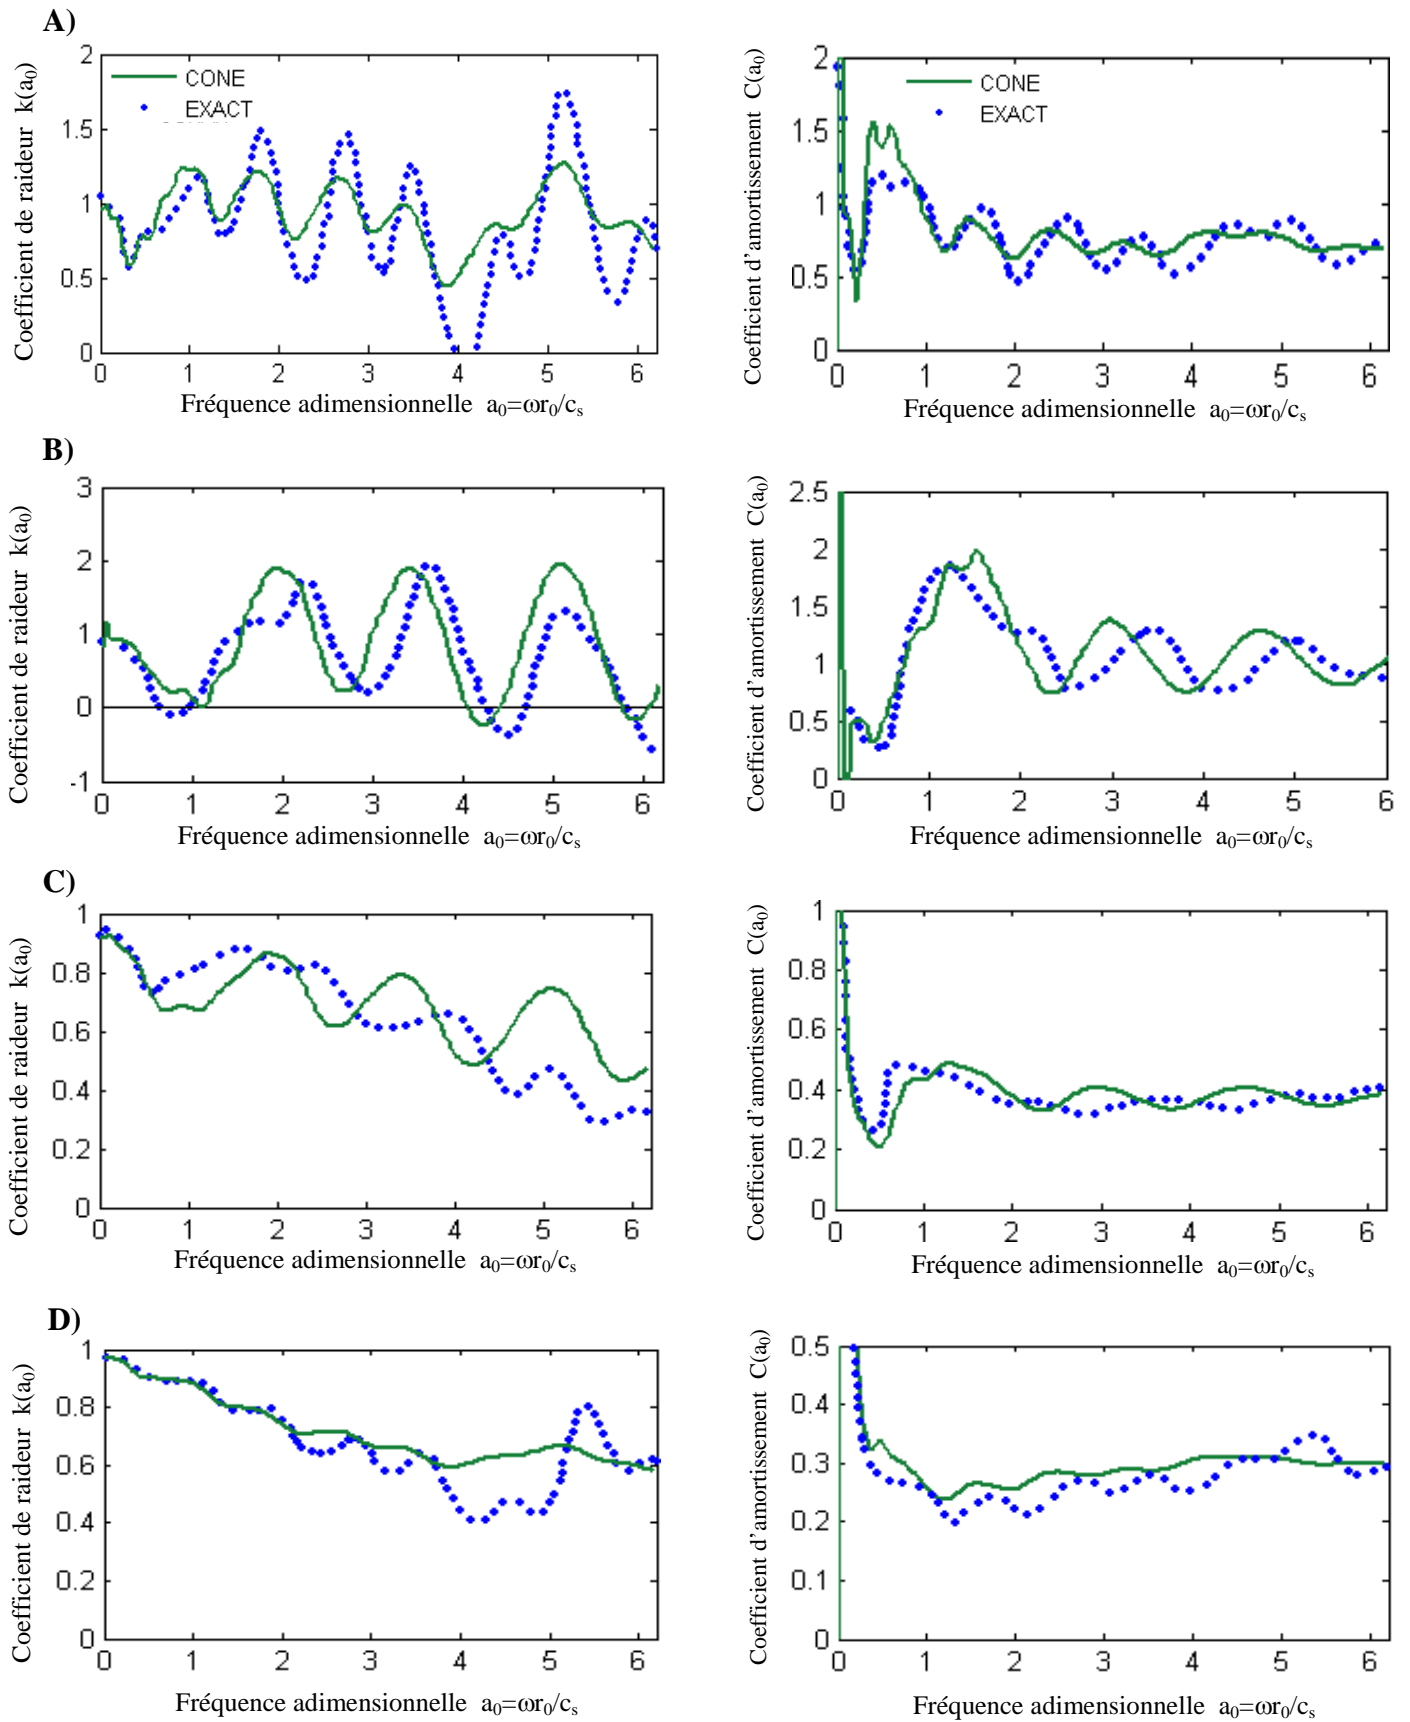 A)
Coefficient de raideur k(a₀)
2
1.5
1
0.5
0
CONE
EXACT
0 1 2 3 4 5 6
Fréquence adimensionnelle a₀=ωr₀/cₛ
Coefficient d'amortissement C(a₀)
2
1.5
1
0.5
0
CONE
EXACT
0 1 2 3 4 5 6
Fréquence adimensionnelle a₀=ωr₀/cₛ
B)
Coefficient de raideur k(a₀)
3
2
1
0
-1
0 1 2 3 4 5 6
Fréquence adimensionnelle a₀=ωr₀/cₛ
Coefficient d'amortissement C(a₀)
2.5
2
1.5
1
0.5
0
0 1 2 3 4 5 6
Fréquence adimensionnelle a₀=ωr₀/cₛ
C)
Coefficient de raideur k(a₀)
1
0.8
0.6
0.4
0.2
0
0 1 2 3 4 5 6
Fréquence adimensionnelle a₀=ωr₀/cₛ
Coefficient d'amortissement C(a₀)
1
0.8
0.6
0.4
0.2
0
0 1 2 3 4 5 6
Fréquence adimensionnelle a₀=ωr₀/cₛ
D)
Coefficient de raideur k(a₀)
1
0.8
0.6
0.4
0.2
0
0 1 2 3 4 5 6
Fréquence adimensionnelle a₀=ωr₀/cₛ
Coefficient d'amortissement C(a₀)
0.5
0.4
0.3
0.2
0.1
0
0 1 2 3 4 5 6
Fréquence adimensionnelle a₀=ωr₀/cₛ